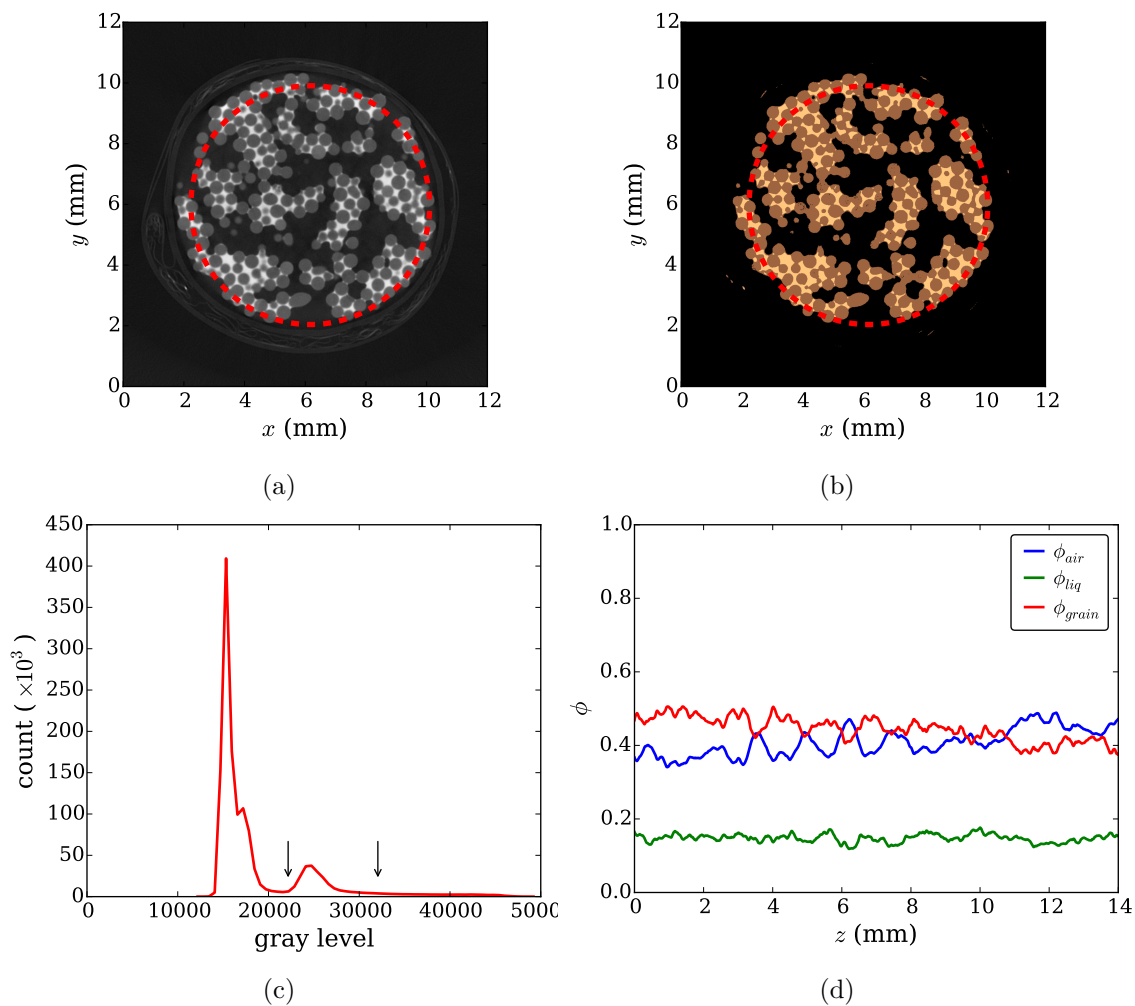 12
10
8
6
4
2
0
y (mm)
0 2 4 6 8 10 12
x (mm)
(a)
12
10
8
6
4
2
0
y (mm)
0 2 4 6 8 10 12
x (mm)
(b)
450
400
350
300
250
200
150
100
50
0
count ( ×10³ )
0 10000 20000 30000 40000 5000
gray level
(c)
1.0
0.8
0.6
0.4
0.2
0.0
ϕ
ϕair
ϕliq
ϕgrain
0 2 4 6 8 10 12 14
z (mm)
(d)